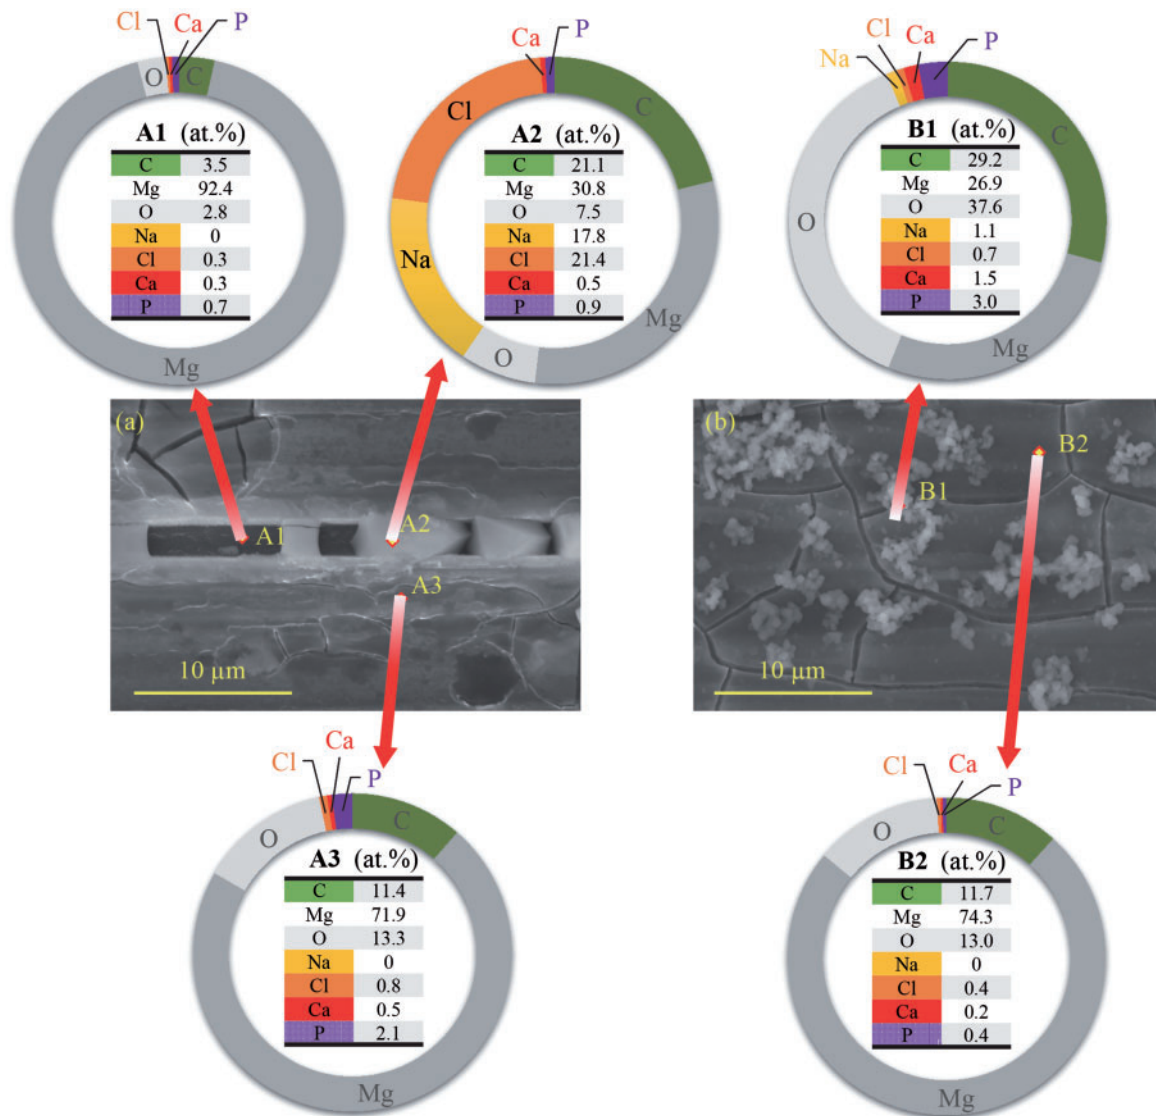 Cl Ca P
O C
A1 (at.%)
C 3.5
Mg 92.4
O 2.8
Na 0
Cl 0.3
Ca 0.3
P 0.7
Mg
Ca P
Cl C
A2 (at.%)
C 21.1
Mg 30.8
O 7.5
Na 17.8
Cl 21.4
Ca 0.5
P 0.9
Na
Mg
O
Na Cl Ca P
C
B1 (at.%)
C 29.2
Mg 26.9
O 37.6
Na 1.1
Cl 0.7
Ca 1.5
P 3.0
O
Mg
(a)
A1
A2
A3
10 μm
(b)
B1
B2
10 μm
Cl Ca P
O C
A3 (at.%)
C 11.4
Mg 71.9
O 13.3
Na 0
Cl 0.8
Ca 0.5
P 2.1
Mg
Cl Ca P
O C
B2 (at.%)
C 11.7
Mg 74.3
O 13.0
Na 0
Cl 0.4
Ca 0.2
P 0.4
Mg